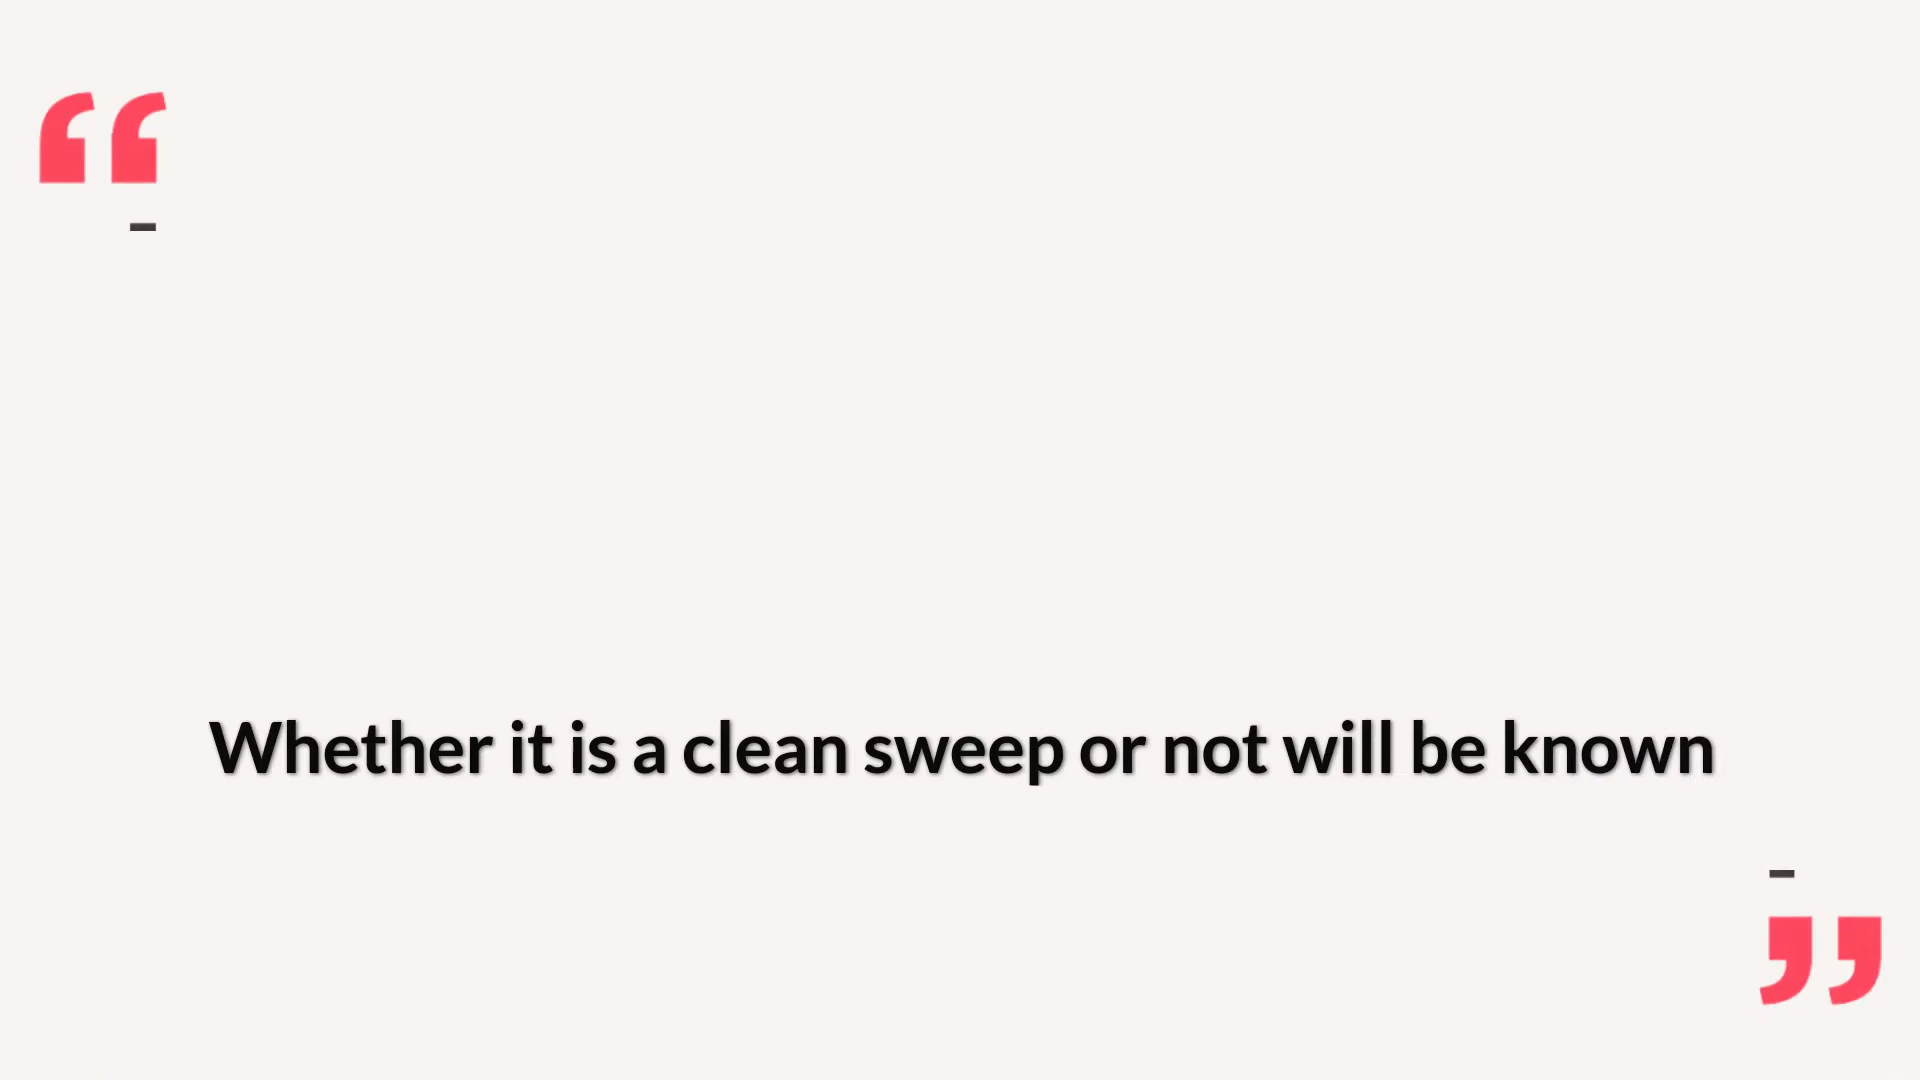 “
Whether it is a clean sweep or not will be known
”